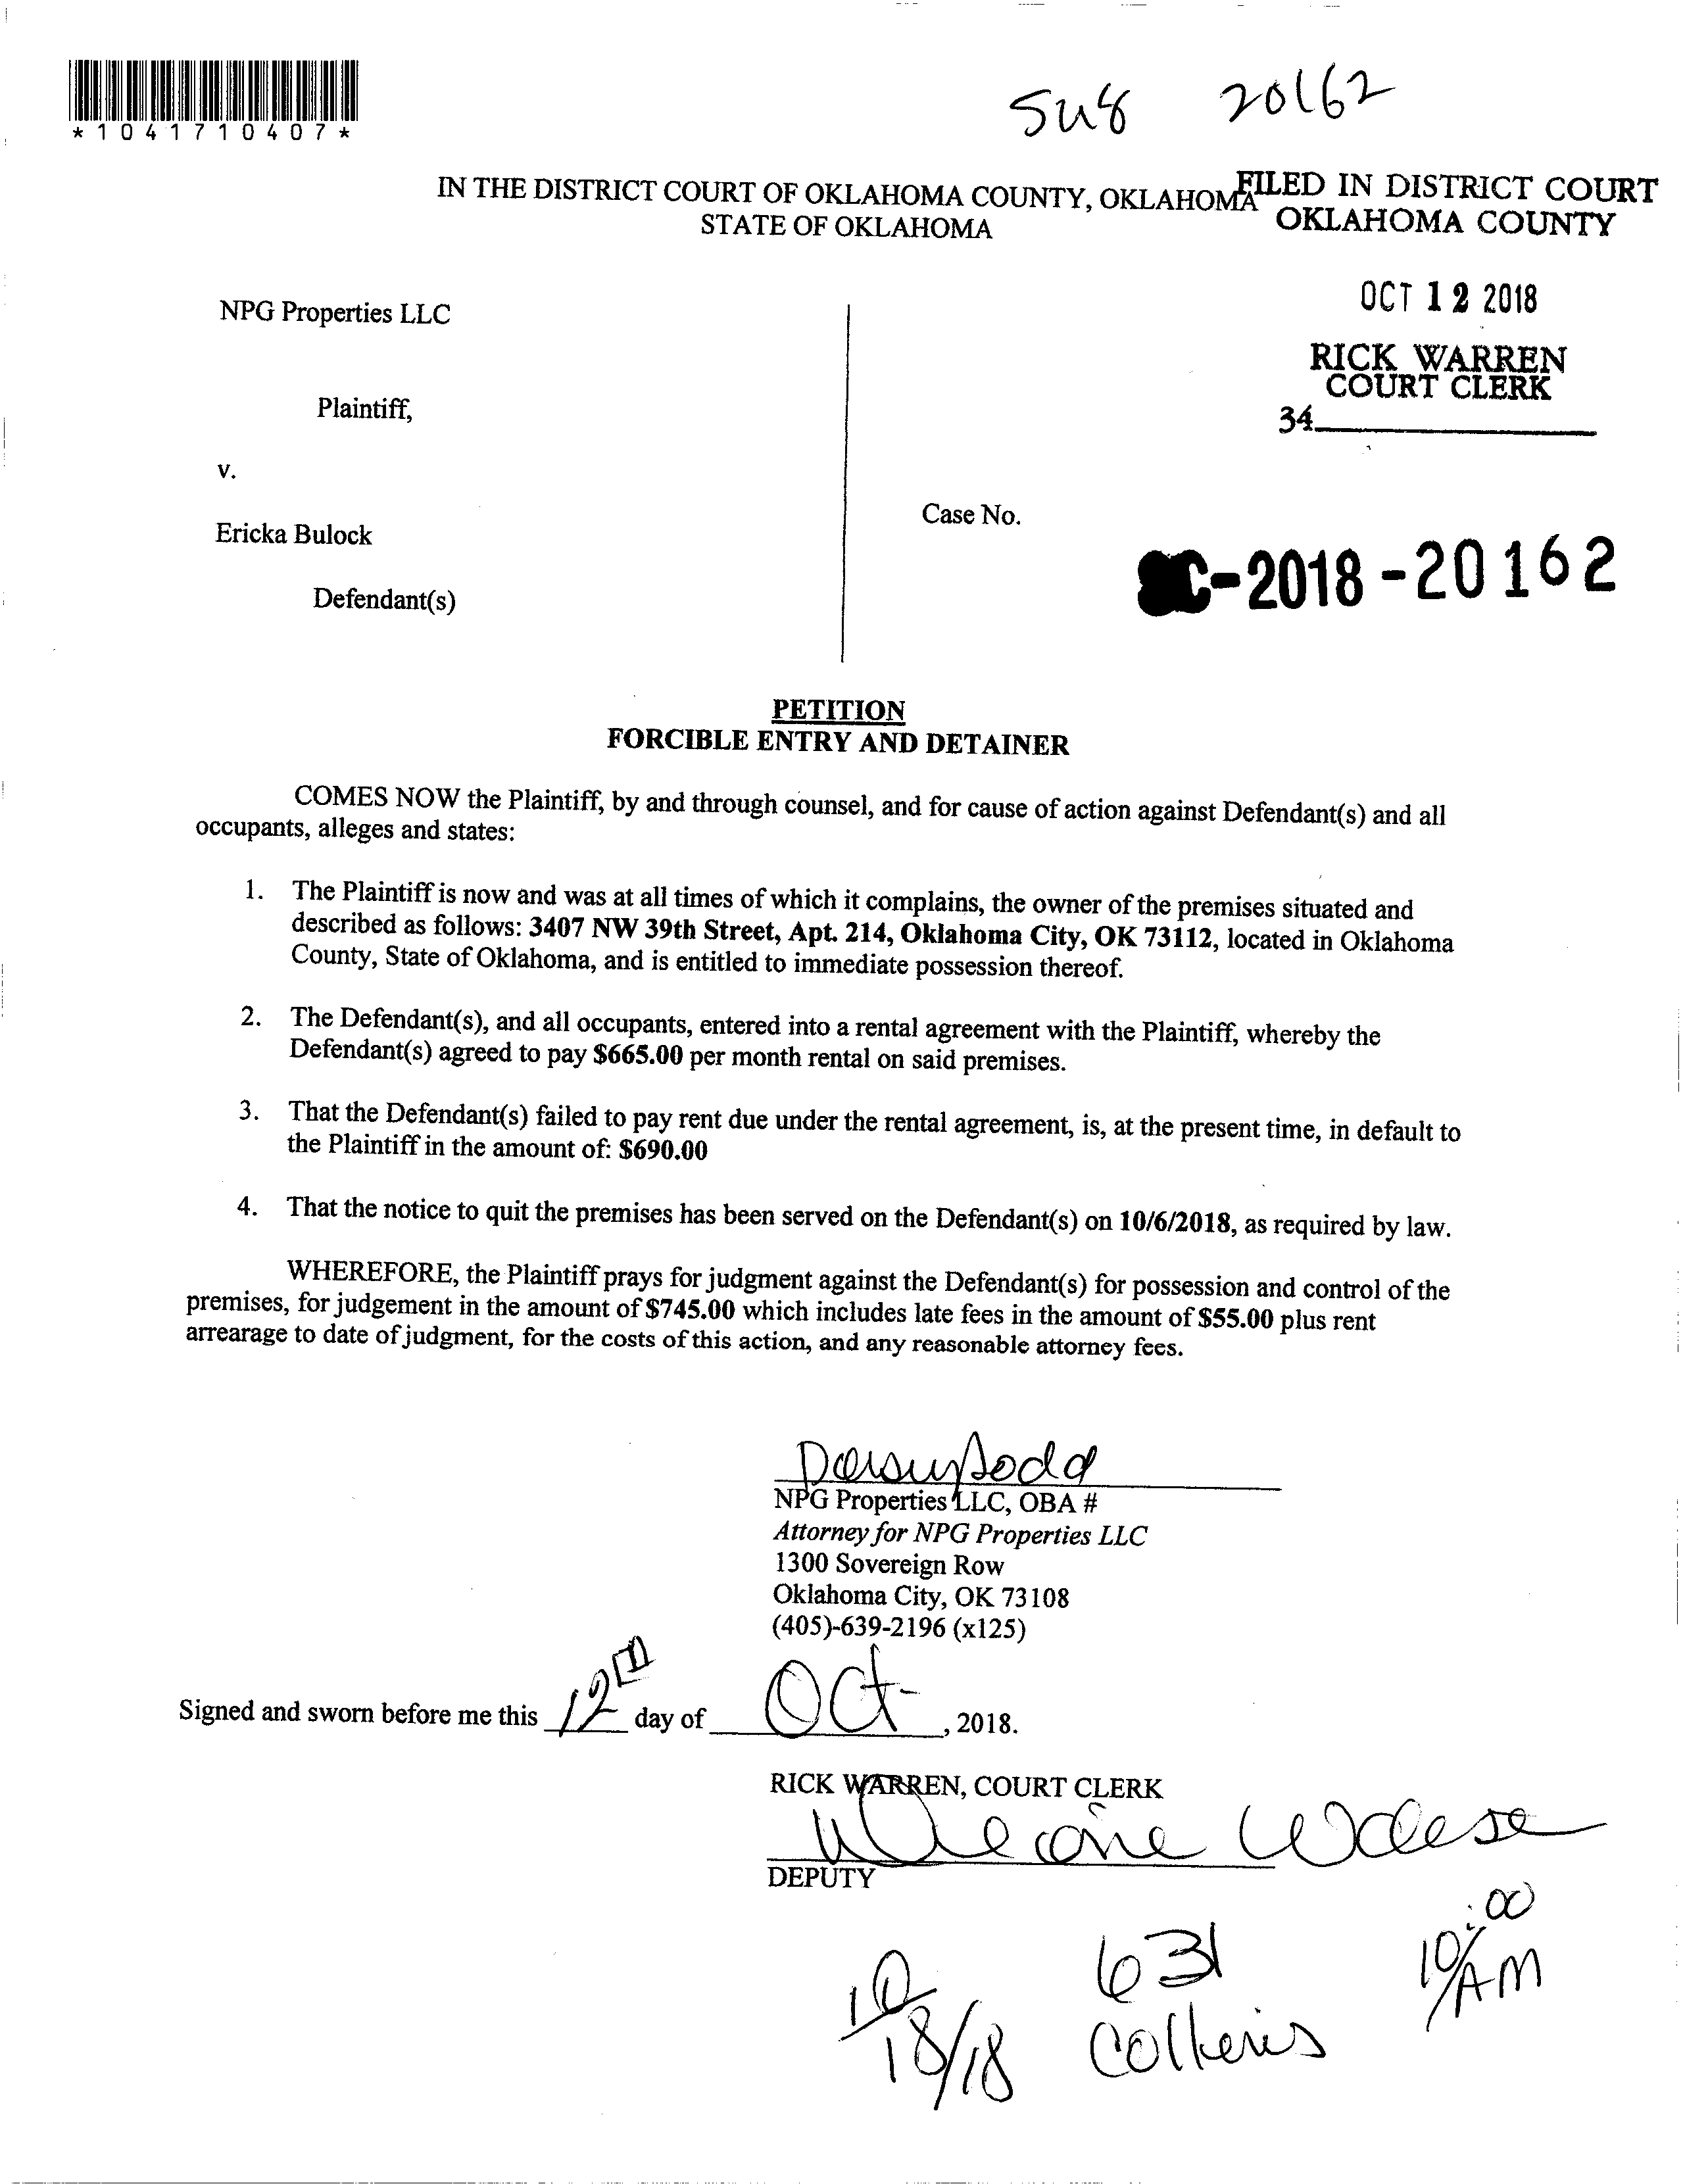 *1041710407*
20162
IN THE DISTRICT COURT OF OKLAHOMA COUNTY, OKLAHOMA
STATE OF OKLAHOMA
FILED IN DISTRICT COURT
OKLAHOMA COUNTY
OCT 12 2018
RICK WARREN
COURT CLERK
34
NPG Properties LLC
Plaintiff,
v.
Ericka Bulock
Defendant(s)
Case No.
C-2018-20162
PETITION
FORCIBLE ENTRY AND DETAINER
COMES NOW the Plaintiff, by and through counsel, and for cause of action against Defendant(s) and all
occupants, alleges and states:
1. The Plaintiff is now and was at all times of which it complains, the owner of the premises situated and
described as follows: 3407 NW 39th Street, Apt. 214, Oklahoma City, OK 73112, located in Oklahoma
County, State of Oklahoma, and is entitled to immediate possession thereof.
2. The Defendant(s), and all occupants, entered into a rental agreement with the Plaintiff, whereby the
Defendant(s) agreed to pay $665.00 per month rental on said premises.
3. That the Defendant(s) failed to pay rent due under the rental agreement, is, at the present time, in default to
the Plaintiff in the amount of: $690.00
4. That the notice to quit the premises has been served on the Defendant(s) on 10/6/2018, as required by law.
WHEREFORE, the Plaintiff prays for judgment against the Defendant(s) for possession and control of the
premises, for judgement in the amount of $745.00 which includes late fees in the amount of $55.00 plus rent
arrearage to date of judgment, for the costs of this action, and any reasonable attorney fees.
NPG Properties LLC, OBA #
Attorney for NPG Properties LLC
1300 Sovereign Row
Oklahoma City, OK 73108
(405)-639-2196 (x125)
Signed and sworn before me this 12TH day of Oct, 2018.
RICK WARREN, COURT CLERK
DEPUTY
10/18/18 631 10:00 AM